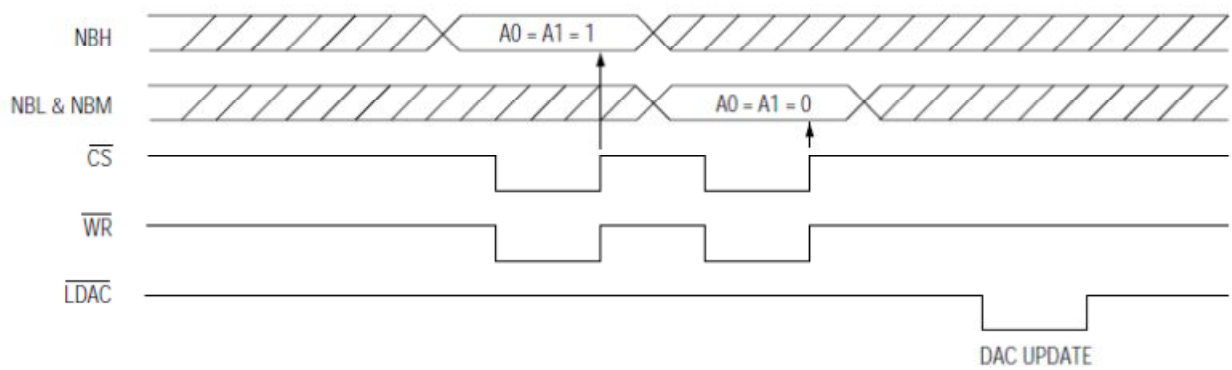 NBH A0 = A1 = 1
NBL & NBM A0 = A1 = 0
CS
WR
LDAC
DAC UPDATE